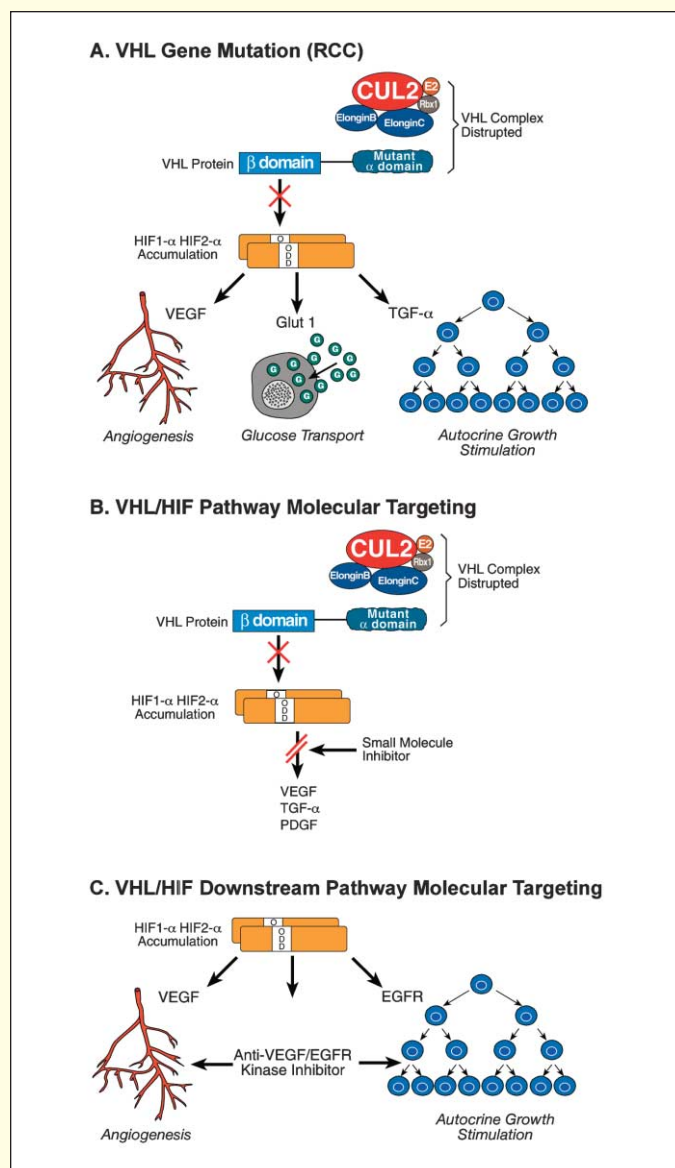 A. VHL Gene Mutation (RCC)
CUL2
E2
Rbx1
ElonginB
ElonginC
VHL Complex
Disrupted
VHL Protein
β domain
Mutant
α domain
HIF1-α HIF2-α
Accumulation
O
O
D
D
VEGF
Glut 1
TGF-α
G
G
G
G
G
G
G
G
G
G
G
Angiogenesis
Glucose Transport
Autocrine Growth
Stimulation
B. VHL/HIF Pathway Molecular Targeting
CUL2
E2
Rbx1
ElonginB
ElonginC
VHL Complex
Disrupted
VHL Protein
β domain
Mutant
α domain
HIF1-α HIF2-α
Accumulation
O
O
D
D
Small Molecule
Inhibitor
VEGF
TGF-α
PDGF
C. VHL/HIF Downstream Pathway Molecular Targeting
HIF1-α HIF2-α
Accumulation
O
O
D
D
VEGF
EGFR
Anti-VEGF/EGFR
Kinase Inhibitor
Angiogenesis
Autocrine Growth
Stimulation